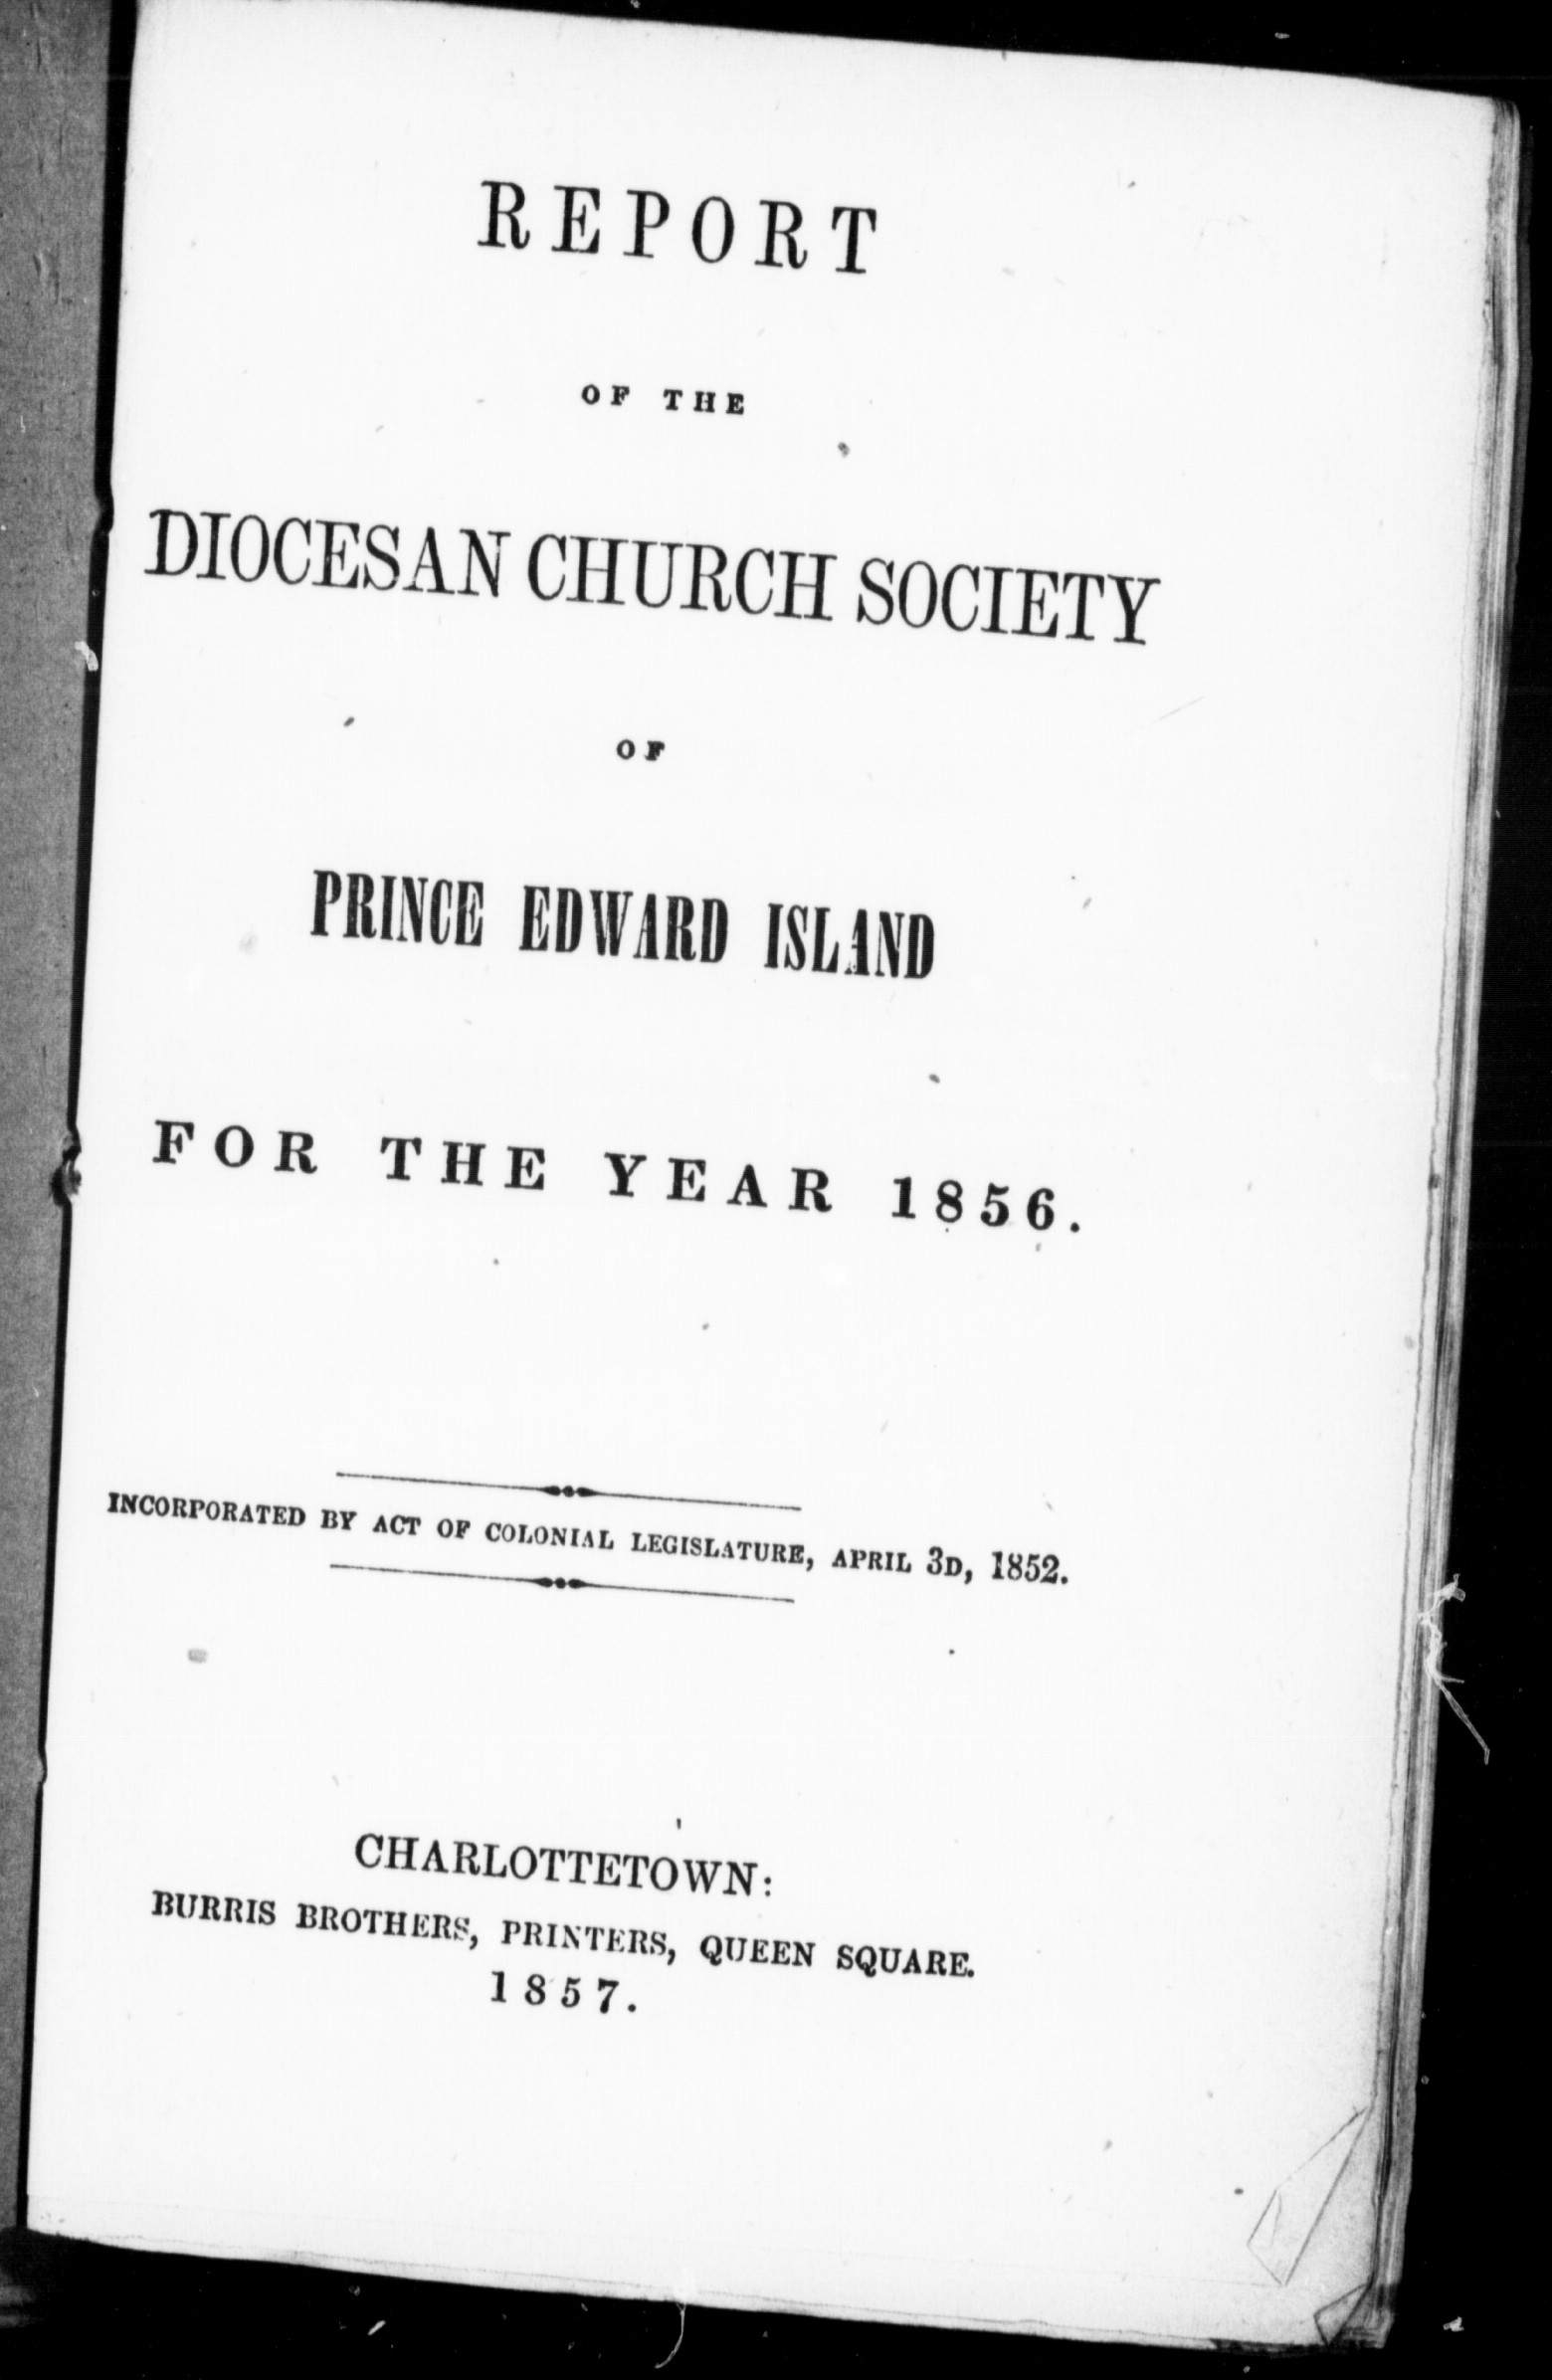 REPORT
OF THE
DIOCESAN CHURCH SOCIETY
OF
PRINCE EDWARD ISLAND
FOR THE YEAR 1856.
INCORPORATED BY ACT OF COLONIAL LEGISLATURE, APRIL 3D, 1852.
CHARLOTTETOWN:
BURRIS BROTHERS, PRINTERS, QUEEN SQUARE.
1857.